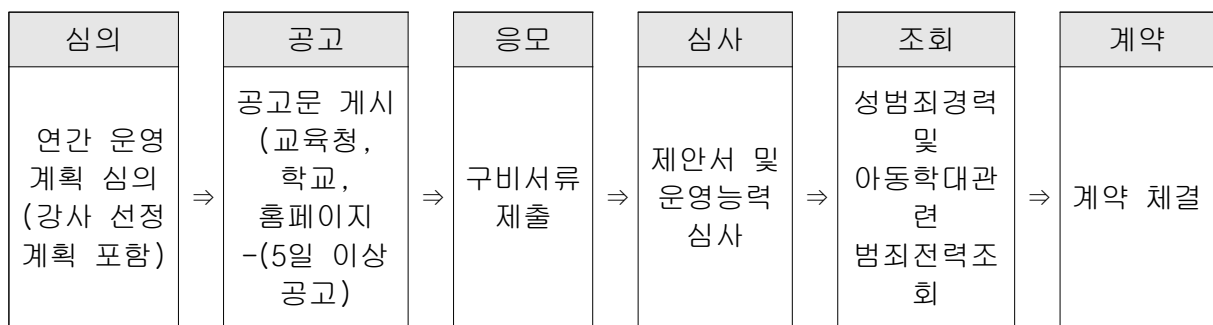 심의
연간 운영
계획 심의
(강사 선정
계획 포함)
⇒
공고
공고문 게시
(교육청,
학교,
홈페이지
-(5일 이상
공고)
⇒
응모
구비서류
제출
⇒
심사
제안서 및
운영능력
심사
⇒
조회
성범죄경력
및
아동학대관
련
범죄전력조
회
⇒
계약
계약 체결